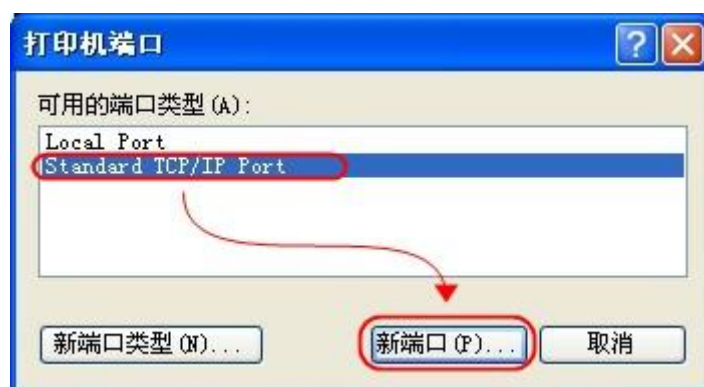 打印机端口
可用的端口类型(A):
Local Port
Standard TCP/IP Port
新端口类型(N)... 新端口(P)... 取消